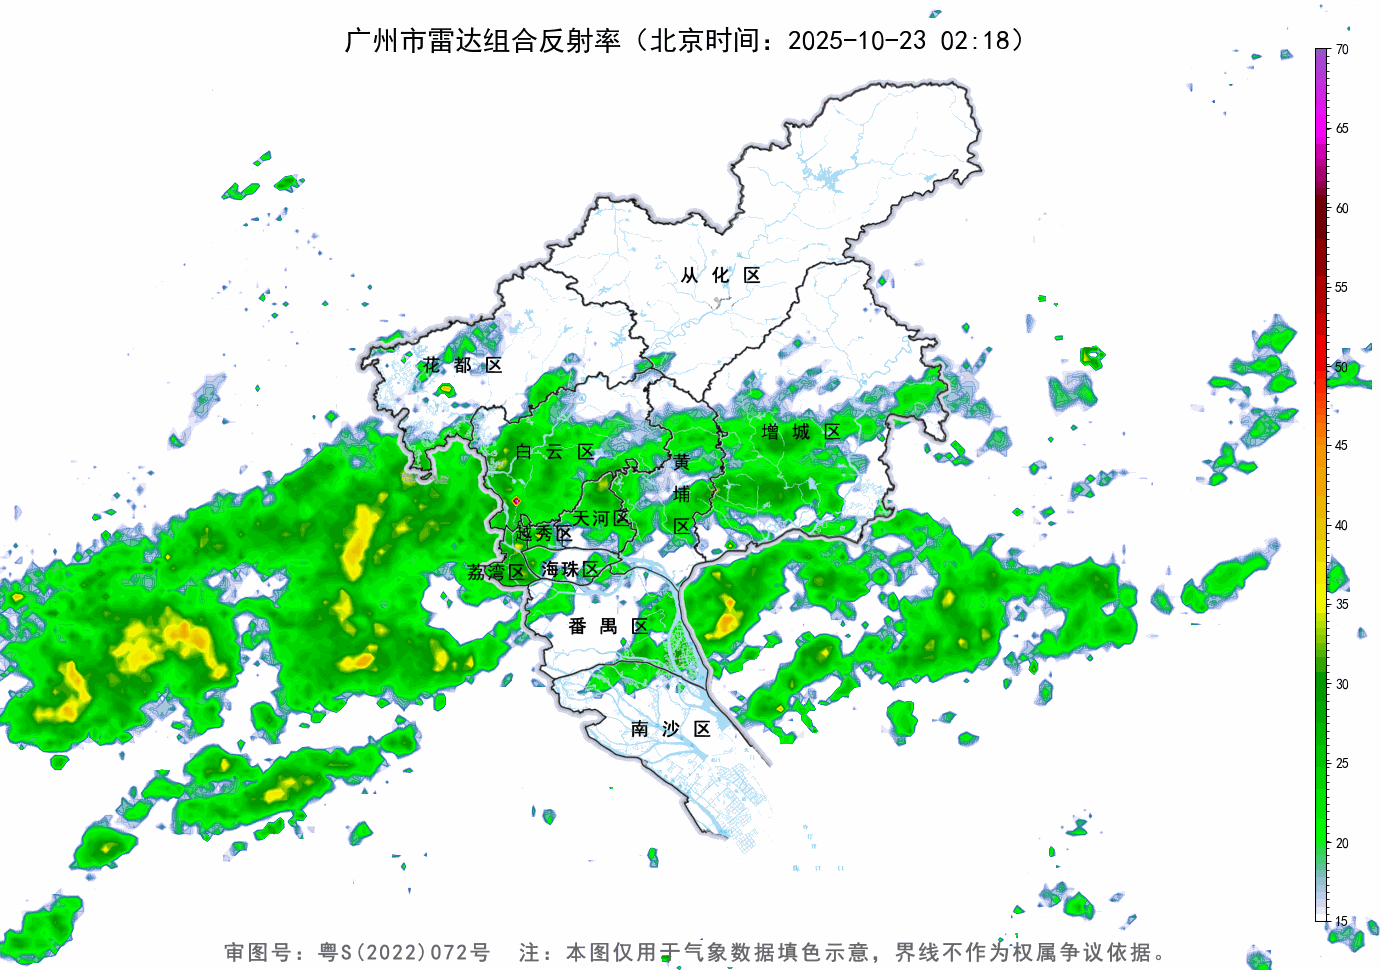 广州市雷达组合反射率（北京时间：2025-10-23 02:18）
70
65
60
55
50
45
40
35
30
25
20
15
从化区
花都区
增城区
白云区
黄埔区
天河区
越秀区
荔湾区
海珠区
番禺区
南沙区
审图号：粤S(2022)072号 注：本图仅用于气象数据填色示意，界线不作为权属争议依据。